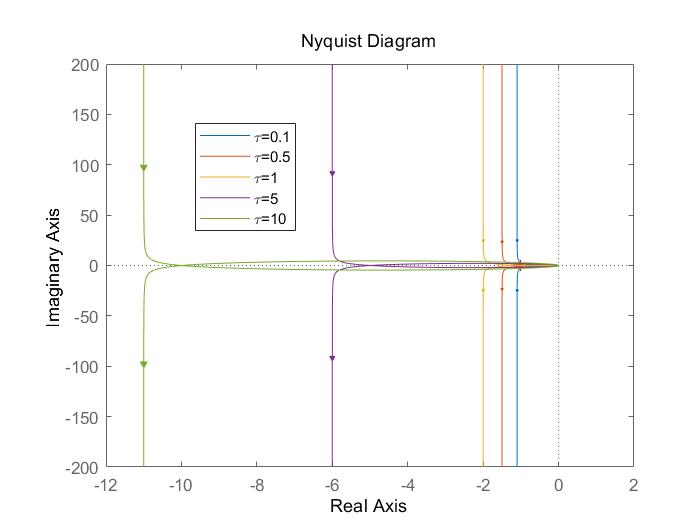 Nyquist Diagram
200
150
100
50
0
-50
-100
-150
-200
Imaginary Axis
τ=0.1
τ=0.5
τ=1
τ=5
τ=10
-12 -10 -8 -6 -4 -2 0 2
Real Axis